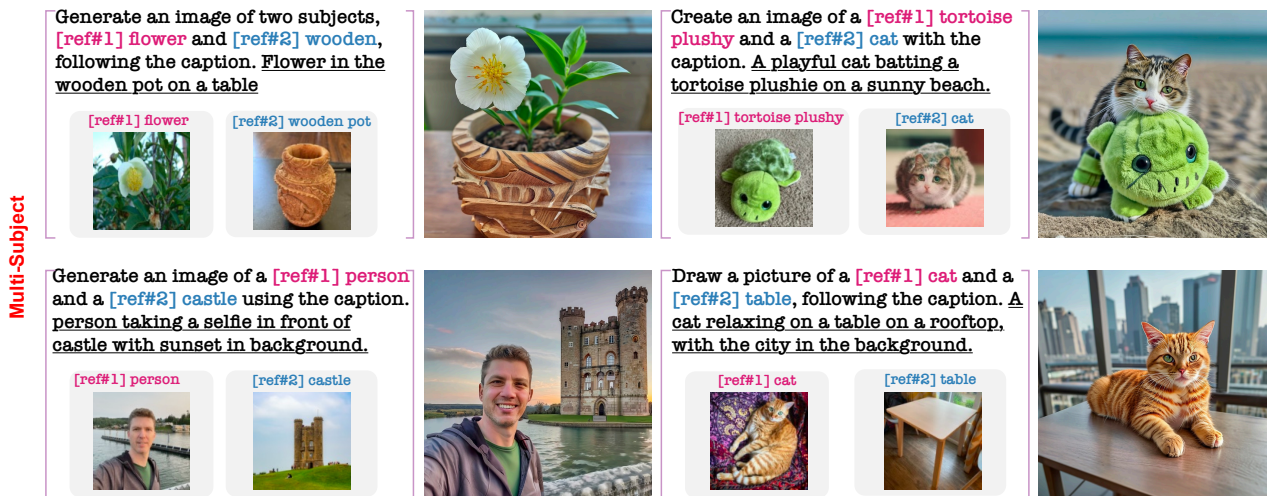 Multi-Subject
Generate an image of two subjects,
[ref#1] flower and [ref#2] wooden,
following the caption. Flower in the
wooden pot on a table
[ref#1] flower
[ref#2] wooden pot
Create an image of a [ref#1] tortoise
plushy and a [ref#2] cat with the
caption. A playful cat batting a
tortoise plushie on a sunny beach.
[ref#1] tortoise plushy
[ref#2] cat
Generate an image of a [ref#1] person
and a [ref#2] castle using the caption.
A person taking a selfie in front of
castle with sunset in background.
[ref#1] person
[ref#2] castle
Draw a picture of a [ref#1] cat and a
[ref#2] table, following the caption. A
cat relaxing on a table on a rooftop,
with the city in the background.
[ref#1] cat
[ref#2] table